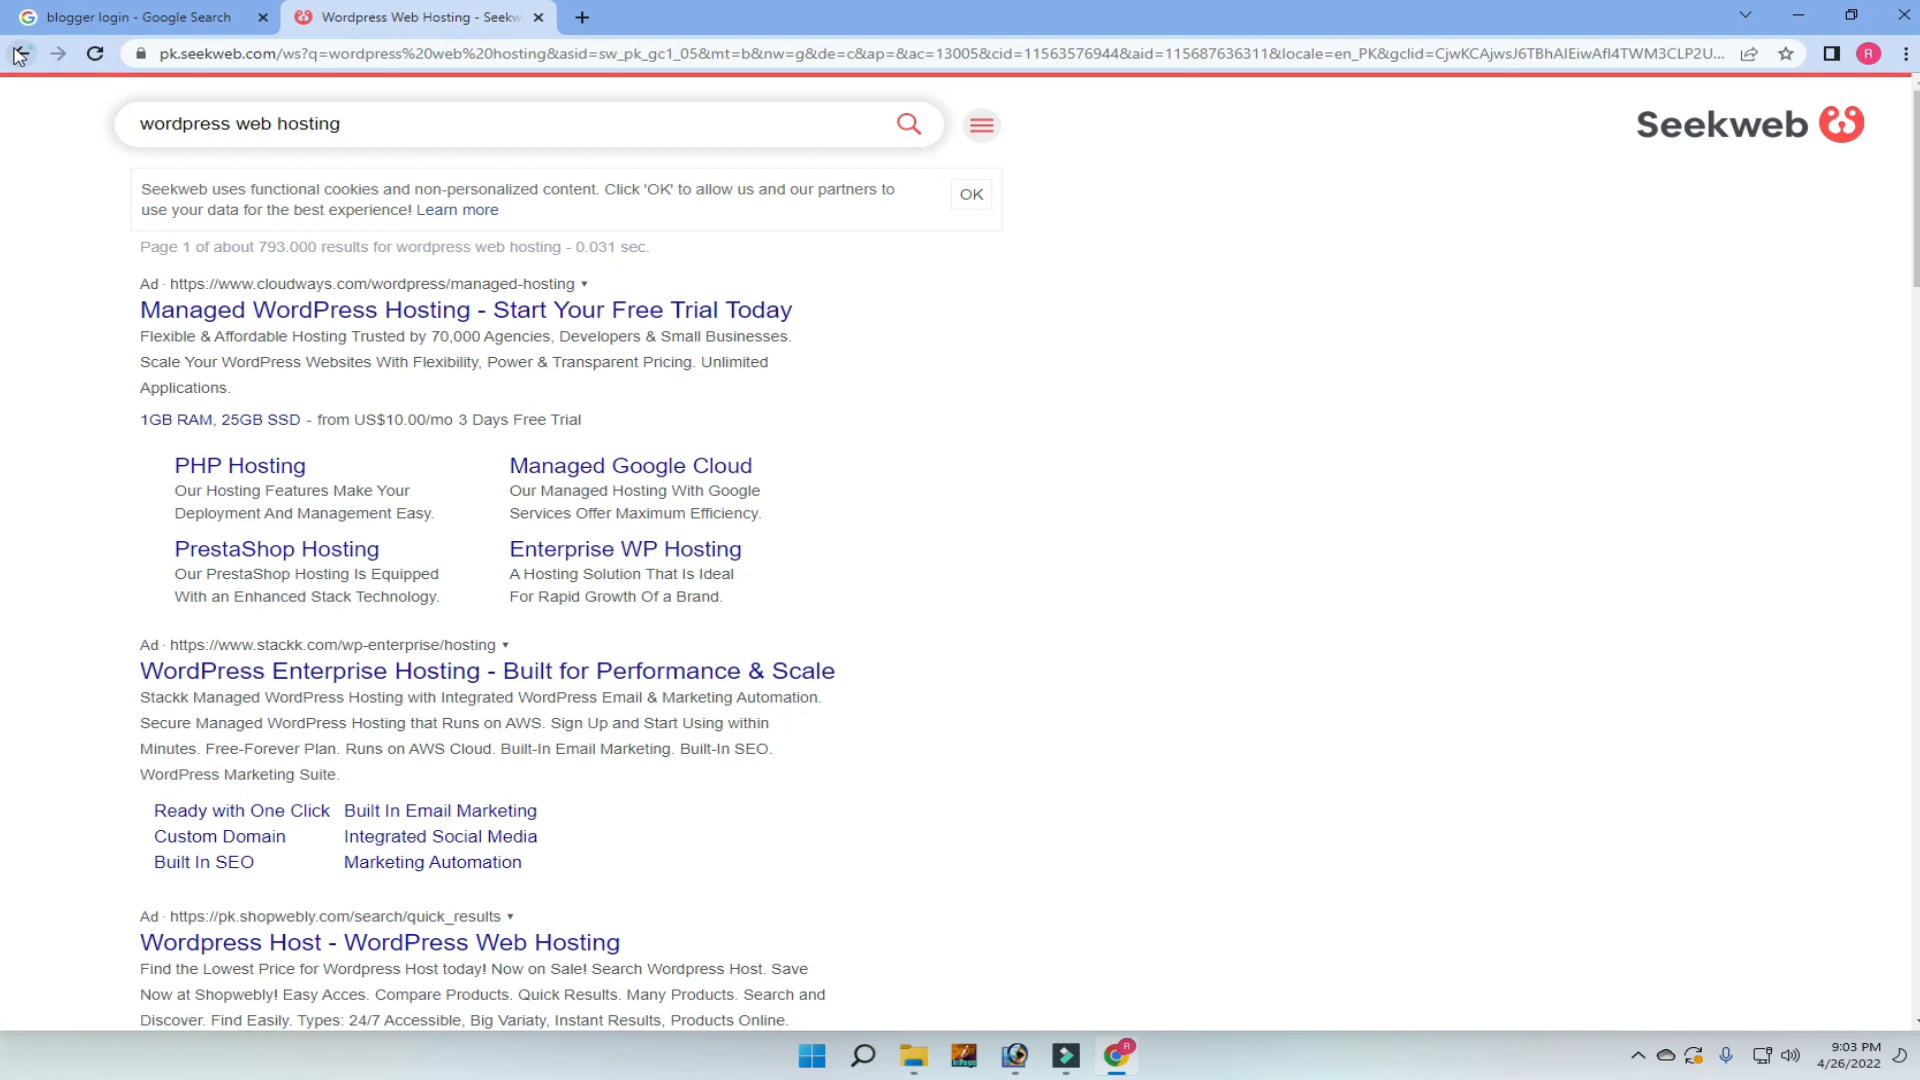 blogger login - Google Search
Wordpress Web Hosting - Seekw
pk.seekweb.com/ws?q=wordpress%20web%20hosting&asid=sw_pk_gc1_05&mt=b&nw=g&de=c&ap=&ac=13005&cid=11563576944&aid=115687636311&locale=en_PK&gclid=CjwKCAjwsJ6TBhAIEiwAfl4TWM3CLP2U...
R
wordpress web hosting
Seekweb
Seekweb uses functional cookies and non-personalized content. Click 'OK' to allow us and our partners to
use your data for the best experience! Learn more
OK
Page 1 of about 793.000 results for wordpress web hosting - 0.031 sec.
Ad · https://www.cloudways.com/wordpress/managed-hosting
Managed WordPress Hosting - Start Your Free Trial Today
Flexible & Affordable Hosting Trusted by 70,000 Agencies, Developers & Small Businesses.
Scale Your WordPress Websites With Flexibility, Power & Transparent Pricing. Unlimited
Applications.
1GB RAM, 25GB SSD - from US$10.00/mo 3 Days Free Trial
PHP Hosting
Our Hosting Features Make Your
Deployment And Management Easy.
Managed Google Cloud
Our Managed Hosting With Google
Services Offer Maximum Efficiency.
PrestaShop Hosting
Our PrestaShop Hosting Is Equipped
With an Enhanced Stack Technology.
Enterprise WP Hosting
A Hosting Solution That Is Ideal
For Rapid Growth Of a Brand.
Ad · https://www.stackk.com/wp-enterprise/hosting
WordPress Enterprise Hosting - Built for Performance & Scale
Stackk Managed WordPress Hosting with Integrated WordPress Email & Marketing Automation.
Secure Managed WordPress Hosting that Runs on AWS. Sign Up and Start Using within
Minutes. Free-Forever Plan. Runs on AWS Cloud. Built-In Email Marketing. Built-In SEO.
WordPress Marketing Suite.
Ready with One Click Built In Email Marketing
Custom Domain Integrated Social Media
Built In SEO Marketing Automation
Ad · https://pk.shopwebly.com/search/quick_results
Wordpress Host - WordPress Web Hosting
Find the Lowest Price for Wordpress Host today! Now on Sale! Search Wordpress Host. Save
Now at Shopwebly! Easy Acces. Compare Products. Quick Results. Many Products. Search and
Discover. Find Easily. Types: 24/7 Accessible, Big Variaty, Instant Results, Products Online.
R
9:03 PM
4/26/2022